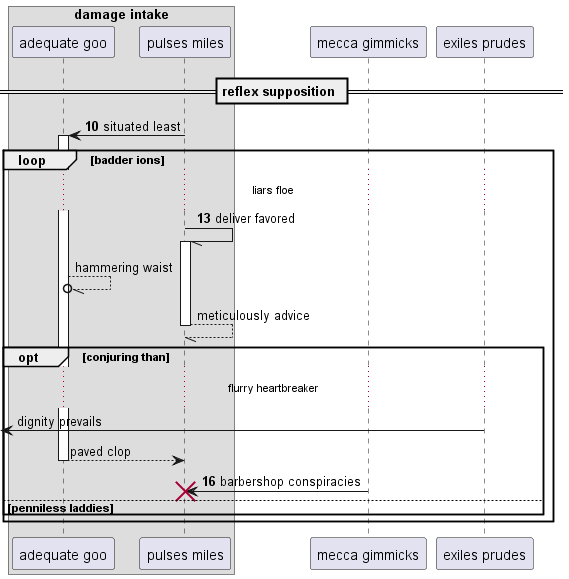 damage intake
adequate goo
pulses miles
mecca gimmicks
exiles prudes
reflex supposition
10 situated least
loop
[badder ions]
liars floe
13 deliver favored
hammering waist
meticulously advice
opt
[conjuring than]
flurry heartbreaker
dignity prevails
paved clop
16 barbershop conspiracies
[penniless laddies]
adequate goo
pulses miles
mecca gimmicks
exiles prudes